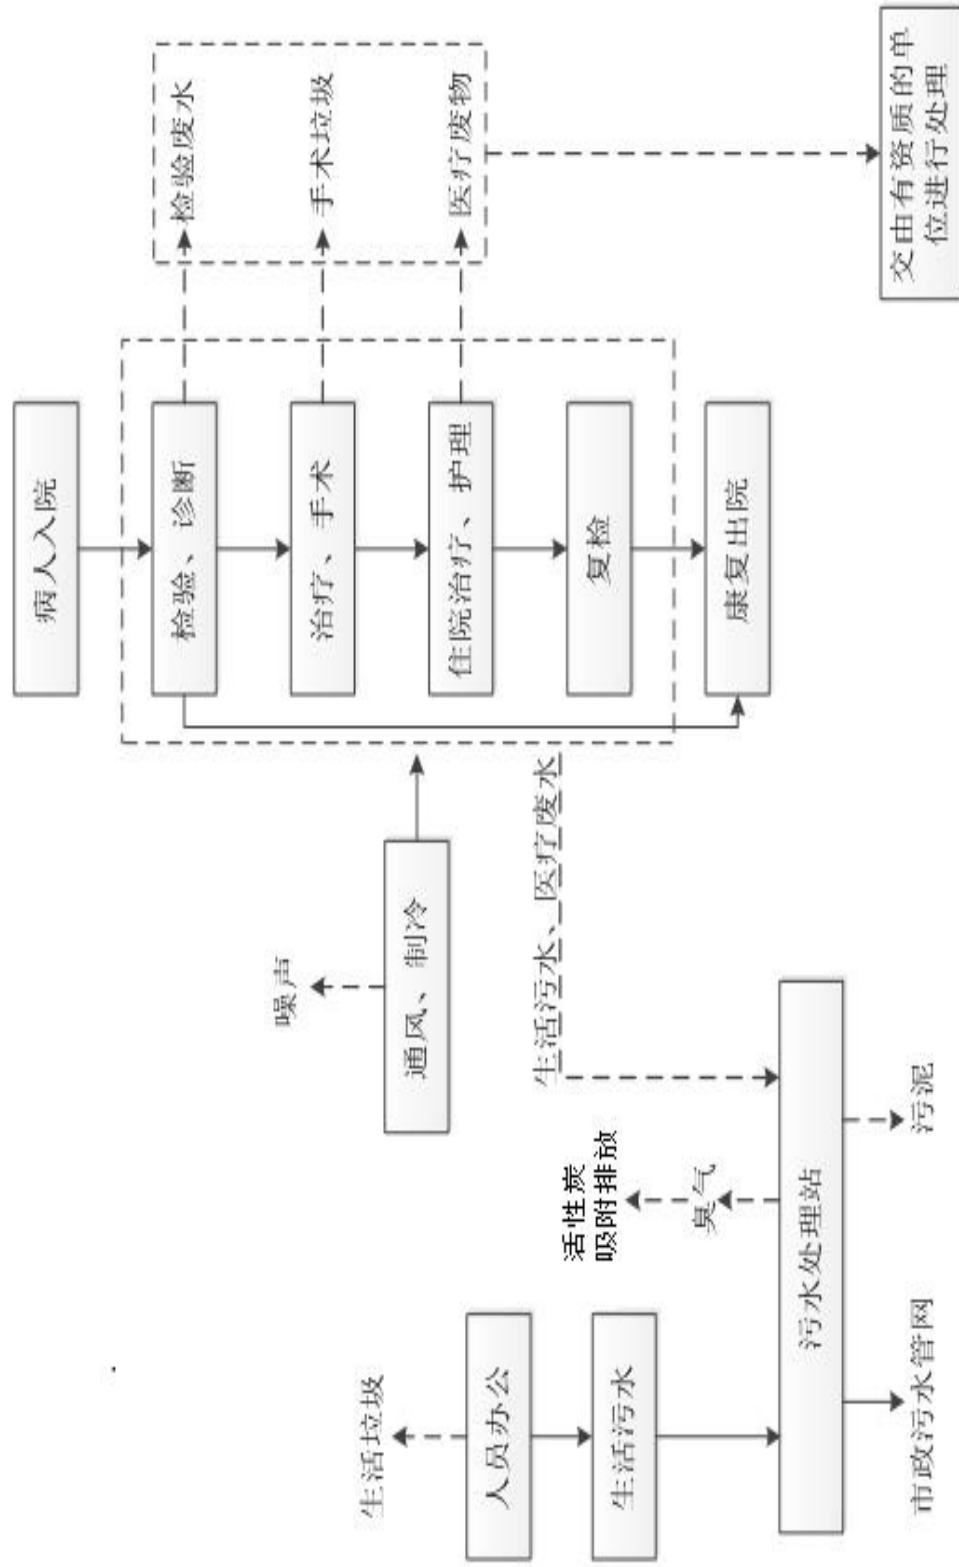 病人入院
检验、诊断
检验废水
治疗、手术
手术垃圾
住院治疗、护理
医疗废物
复检
康复出院
交由有资质的单
位进行处理
噪声
通风、制冷
生活污水、医疗废水
生活垃圾
人员办公
生活污水
活性炭
吸附排放
臭气
污水处理站
市政污水管网
污泥